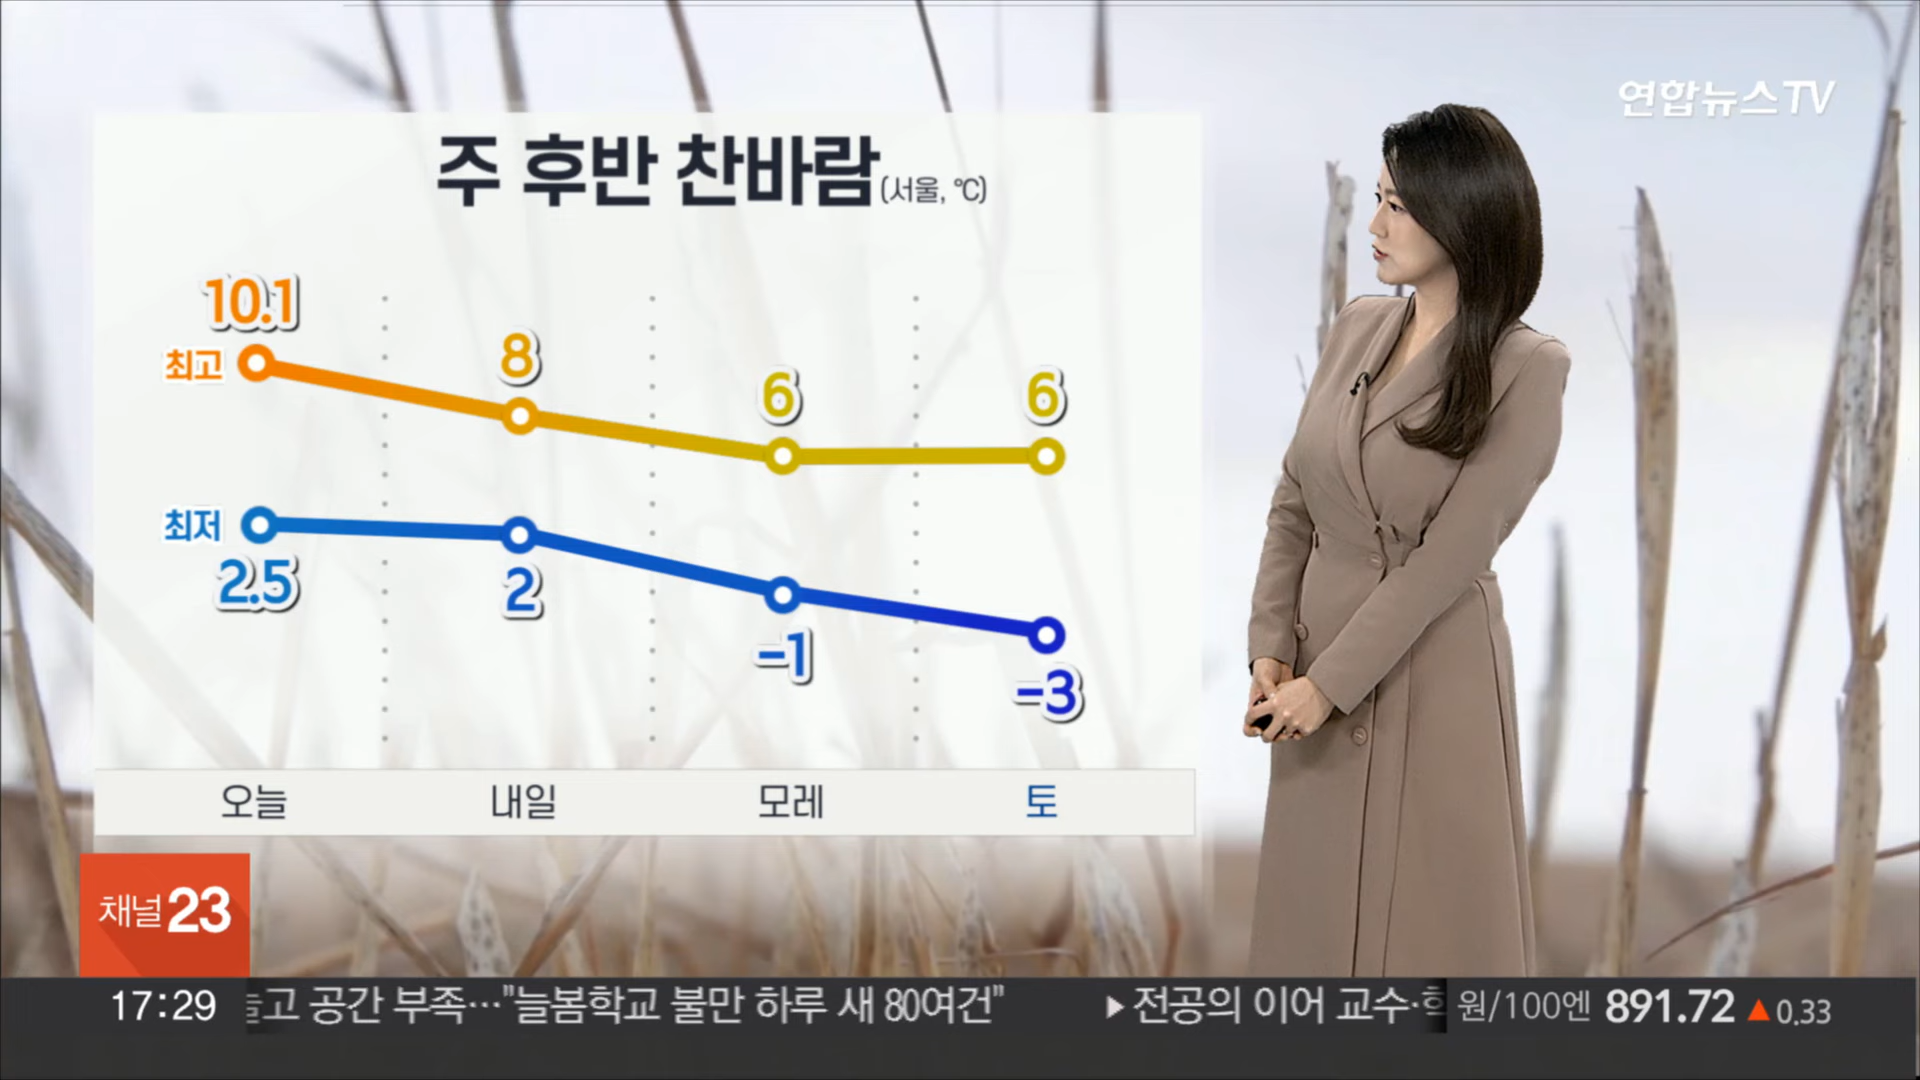 연합뉴스TV
주 후반 찬바람(서울, ℃)
10.1
8
6
6
최고
최저
2.5
2
-1
-3
오늘 내일 모레 토
채널23
17:29
공간 부족…"늘봄학교 불만 하루 새 80여건" ▶전공의 이어 교수·
원/100엔 891.72 ▲0.33